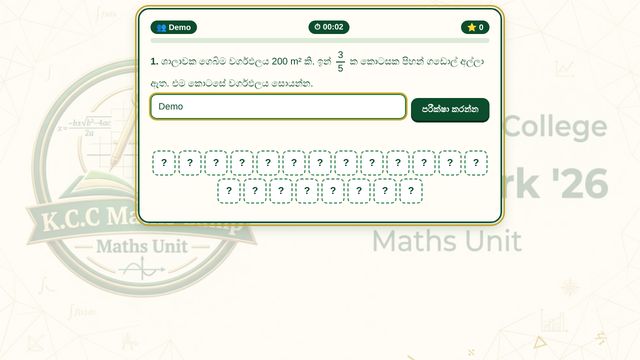 👥 Demo
⏱ 00:02
⭐ 0
1. ශාලාවක ගෙබිම වර්ගඵලය 200 m² කි. ඉන් 3/5 ක කොටසක පිඟන් ගඩොල් අල්ලා
ඇත. එම කොටසේ වර්ගඵලය සොයන්න.
Demo
පරීක්ෂා කරන්න
? ? ? ? ? ? ? ? ? ? ? ? ?
? ? ? ? ? ? ? ?
College
rk '26
Maths Unit
K.C.C Ma
Maths Unit